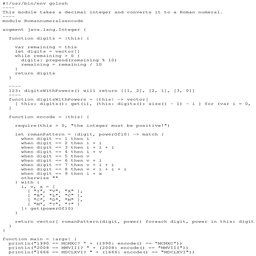 #!/usr/bin/env golosh
----
This module takes a decimal integer and converts it to a Roman numeral.
----
module Romannumeralsencode
augment java.lang.Integer {
function digits = |this| {
var remaining = this
let digits = vector[]
while remaining > 0 {
digits: prepend(remaining % 10)
remaining = remaining / 10
}
return digits
}
----
123: digitsWithPowers() will return [[1, 2], [2, 1], [3, 0]]
----
function digitsWithPowers = |this| -> vector[
[ this: digits(): get(i), (this: digits(): size() - 1) - i ] for (var i = 0,
]
function encode = |this| {
require(this > 0, "the integer must be positive!")
let romanPattern = |digit, powerOf10| -> match {
when digit == 1 then i
when digit == 2 then i + i
when digit == 3 then i + i + i
when digit == 4 then i + v
when digit == 5 then v
when digit == 6 then v + i
when digit == 7 then v + i + i
when digit == 8 then v + i + i + i
when digit == 9 then i + x
otherwise ""
} with {
i, v, x = [
[ "I", "V", "X" ],
[ "X", "L", "C" ],
[ "C", "D", "M" ],
[ "M", "?", "?" ]
]: get(powerOf10)
}
return vector[ romanPattern(digit, power) foreach digit, power in this: digit
}
}
function main = |args| {
println("1990 == MCMXC? " + (1990: encode() == "MCMXC"))
println("2008 == MMVIII? " + (2008: encode() == "MMVIII"))
println("1666 == MDCLXVI? " + (1666: encode() == "MDCLXVI"))
}